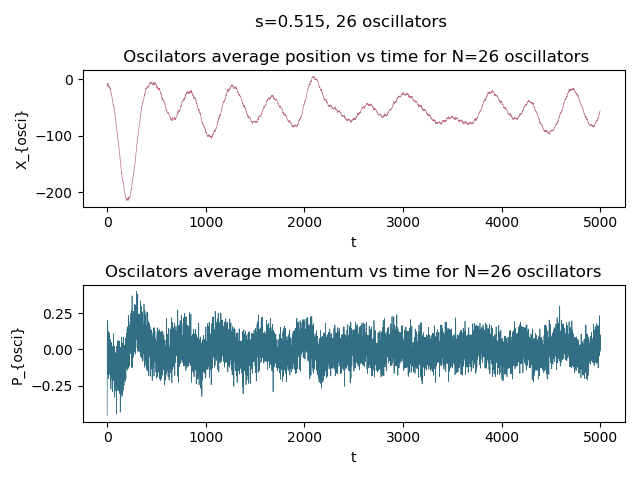 s=0.515, 26 oscillators
Oscilators average position vs time for N=26 oscillators
0
−100
−200
X_{osci}
0 1000 2000 3000 4000 5000
t
Oscilators average momentum vs time for N=26 oscillators
0.25
0.00
−0.25
P_{osci}
0 1000 2000 3000 4000 5000
t